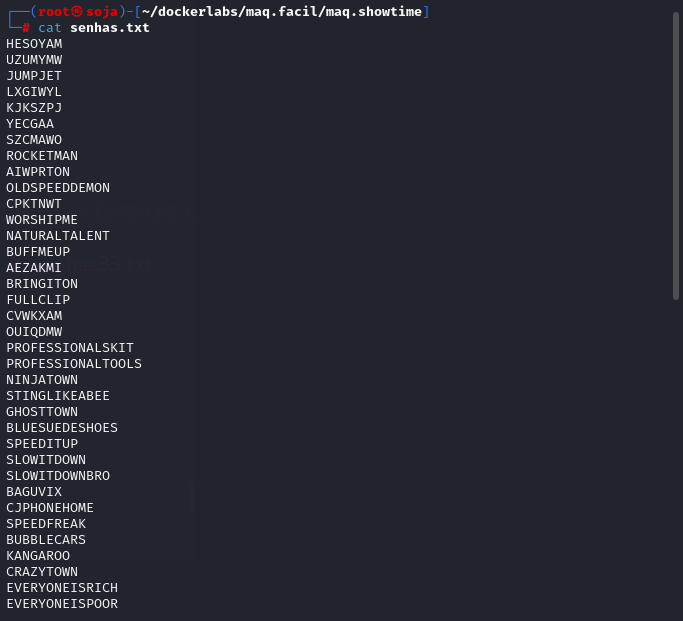 ┌──(root㉿soja)-[~/dockerlabs/maq.facil/maq.showtime]
└─# cat senhas.txt
HESOYAM
UZUMYMW
JUMPJET
LXGIWYL
KJKSZPJ
YECGAA
SZCMAWO
ROCKETMAN
AIWPRTON
OLDSPEEDDEMON
CPKTNWT
WORSHIPME
NATURALTALENT
BUFFMEUP
AEZAKMI
BRINGITON
FULLCLIP
CVWKXAM
OUIQDMW
PROFESSIONALSKIT
PROFESSIONALTOOLS
NINJATOWN
STINGLIKEABEE
GHOSTTOWN
BLUESUEDESHOES
SPEEDITUP
SLOWITDOWN
SLOWITDOWNBRO
BAGUVIX
CJPHONEHOME
SPEEDFREAK
BUBBLECARS
KANGAROO
CRAZYTOWN
EVERYONEISRICH
EVERYONEISPOOR